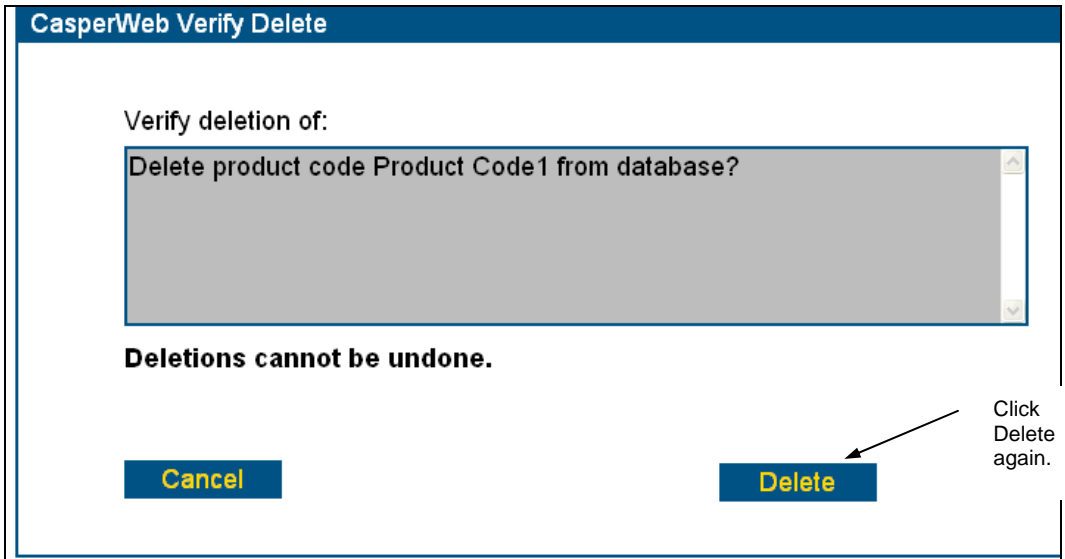 CasperWeb Verify Delete
Verify deletion of:
Delete product code Product Code1 from database?
Deletions cannot be undone.
Click
Delete
again.
Cancel
Delete